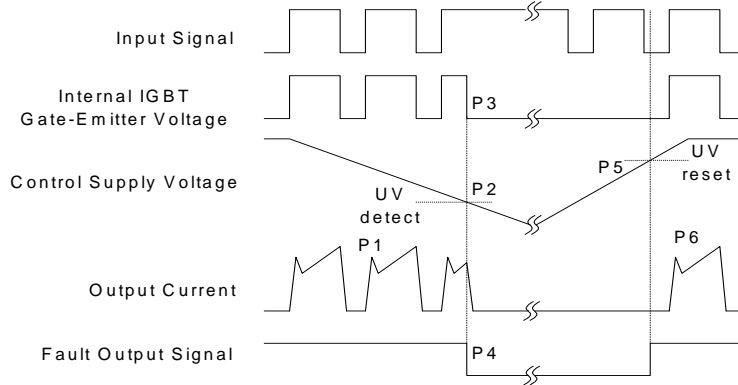 Input Signal
Internal IGBT
Gate-Emitter Voltage
P3
Control Supply Voltage
UV
detect
P2
P5
UV
reset
P1
P6
Output Current
Fault Output Signal
P4